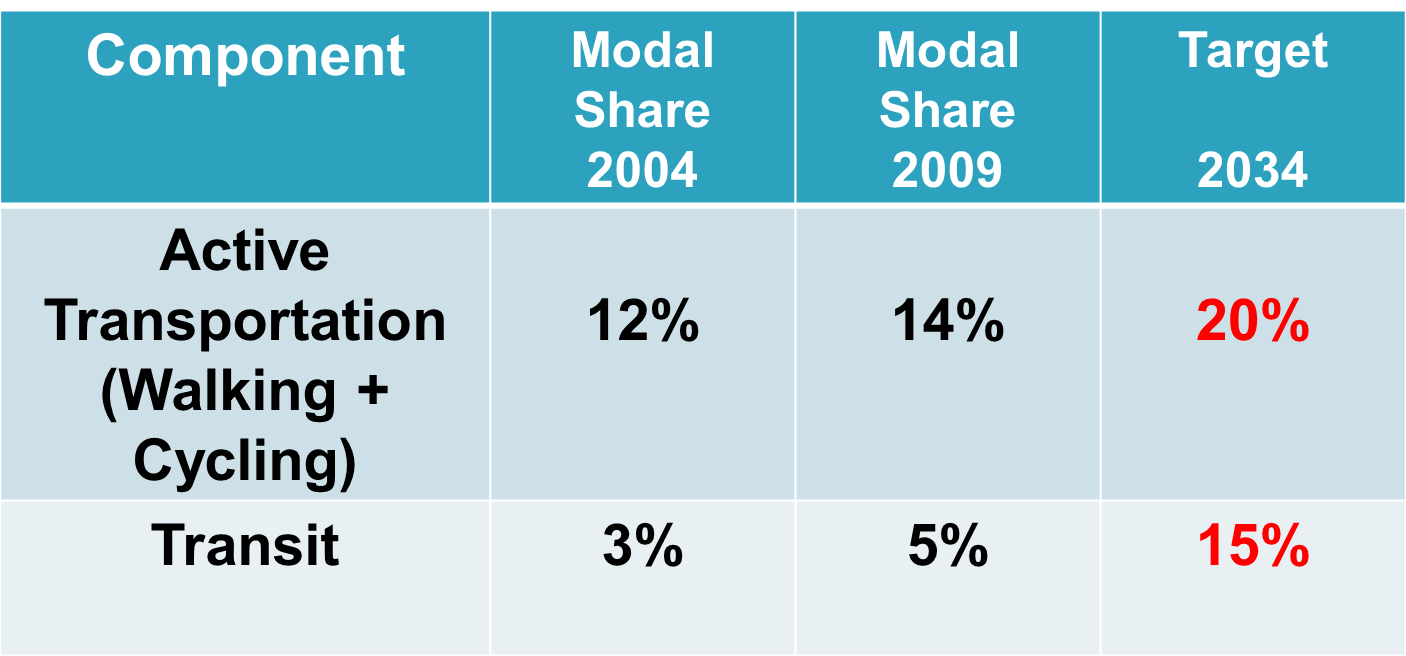 Component
Modal
Share
2004
Modal
Share
2009
Target
2034
Active
Transportation
(Walking +
Cycling)
12%
14%
20%
Transit
3%
5%
15%